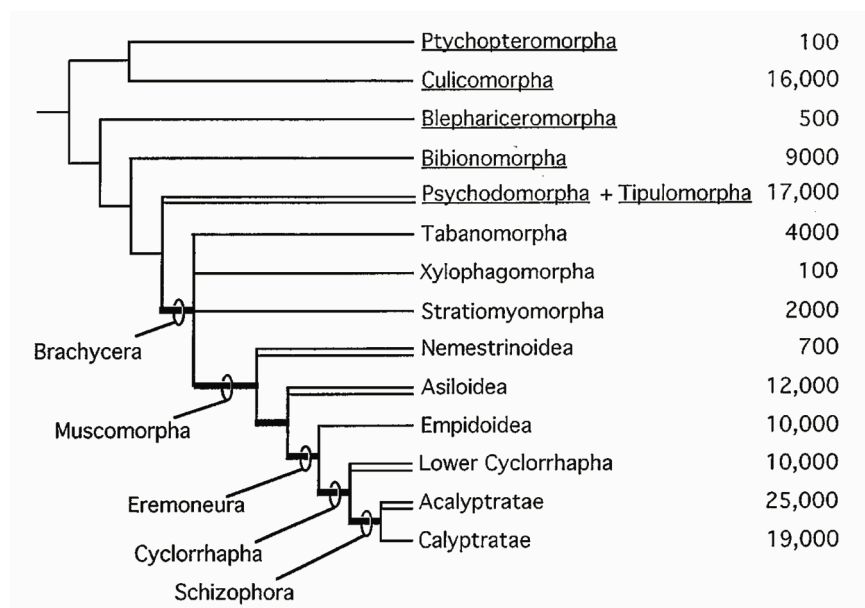 Ptychopteromorpha 100
Culicomorpha 16,000
Blephariceromorpha 500
Bibionomorpha 9000
Psychodomorpha + Tipulomorpha 17,000
Tabanomorpha 4000
Xylophagomorpha 100
Stratiomyomorpha 2000
Brachycera
Nemestrinoidea 700
Asiloidea 12,000
Muscomorpha
Empidoidea 10,000
Lower Cyclorrhapha 10,000
Eremoneura
Acalyptratae 25,000
Calyptratae 19,000
Cyclorrhapha
Schizophora